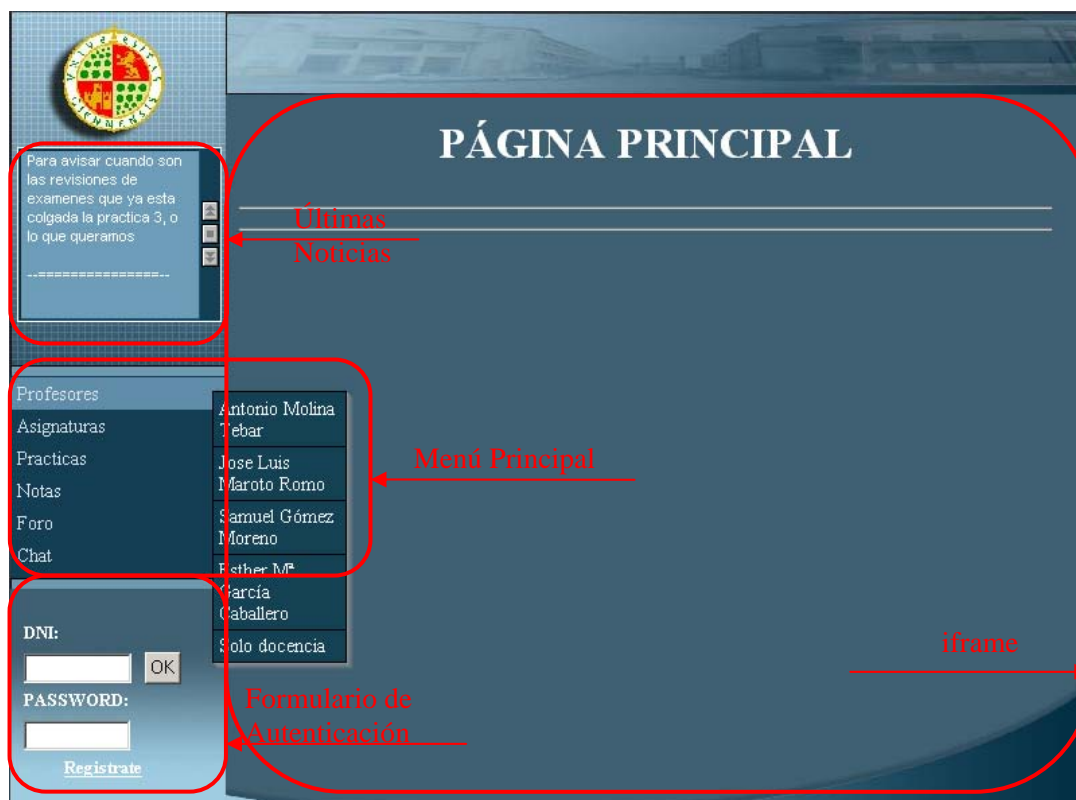 UNIVERSITAS
GIENNENSIS
PÁGINA PRINCIPAL
Para avisar cuando son
las revisiones de
examenes que ya esta
colgada la practica 3, o
lo que queramos
--===============--
Últimas
Noticias
Profesores
Asignaturas
Practicas
Notas
Foro
Chat
Antonio Molina
Tebar
Jose Luis
Maroto Romo
Samuel Gómez
Moreno
Esther Mª
García
Caballero
Solo docencia
Menú Principal
DNI:
OK
PASSWORD:
Registrate
Formulario de
Autenticación
iframe